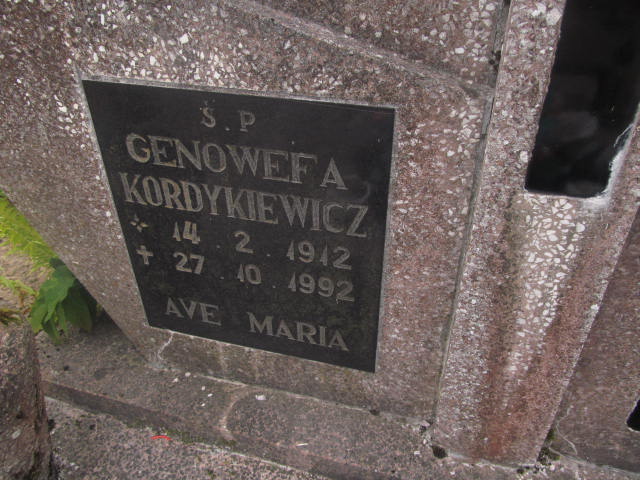 Ś.P
GENOWEFA
KORDYKIEWICZ
* 14 . 2 . 1912
+ 27 . 10 . 1992
AVE MARIA